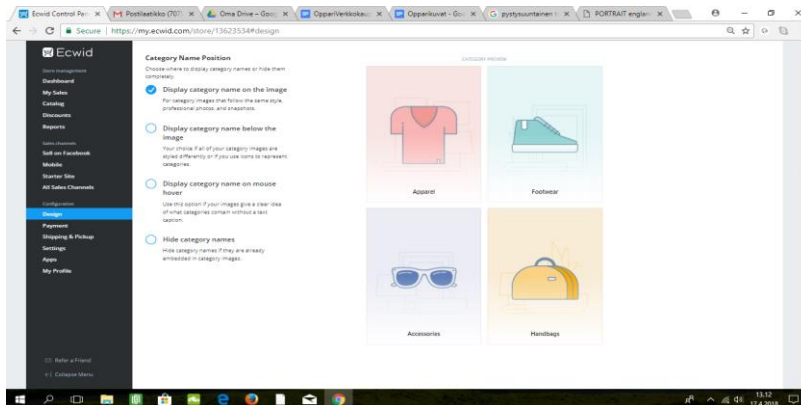 Ecwid Control Pan
Postilaatikko (707
Oma Drive – Goog
OppariVerkkokau
Opparikuvat – Goo
pystysuuntainen t
PORTRAIT englan
Secure | https://my.ecwid.com/store/13623534#design
Ecwid
Store management
Dashboard
My Sales
Catalog
Discounts
Reports
Sales channels
Sell on Facebook
Mobile
Starter Site
All Sales Channels
Configuration
Design
Payment
Shipping & Pickup
Settings
Apps
My Profile
Refer a Friend
Collapse Menu
Category Name Position
Choose where to display category names or hide them
completely.
Display category name on the image
For category images that follow the same style,
professional photos, and snapshots.
Display category name below the
image
Your choice if all of your category images are
styled differently or if you use icons to represent
categories.
Display category name on mouse
hover
Use this option if your images give a clear idea
of what categories contain without a text
caption.
Hide category names
Hide category names if they are already
embedded in category images.
CATEGORY PREVIEW
Apparel
Footwear
Accessories
Handbags
13.12
17.4.2018